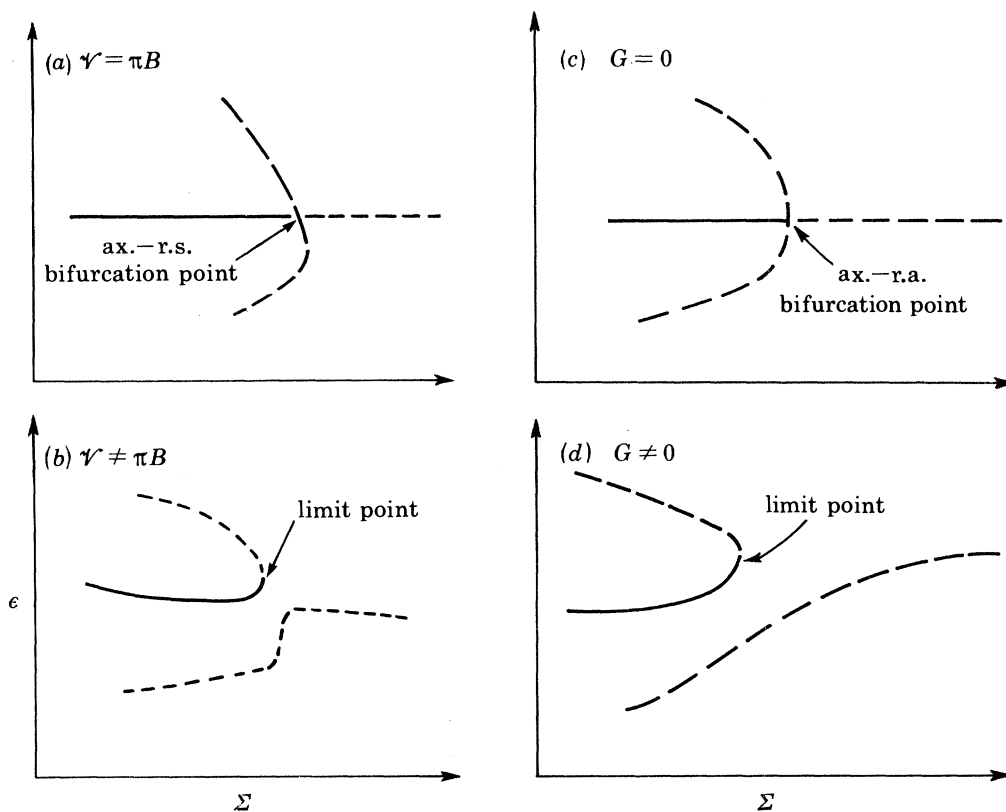 (a) 𝒱 = πB
ax.—r.s.
bifurcation point
(c) G = 0
ax.—r.a.
bifurcation point
(b) 𝒱 ≠ πB
limit point
ϵ
Σ
(d) G ≠ 0
limit point
Σ